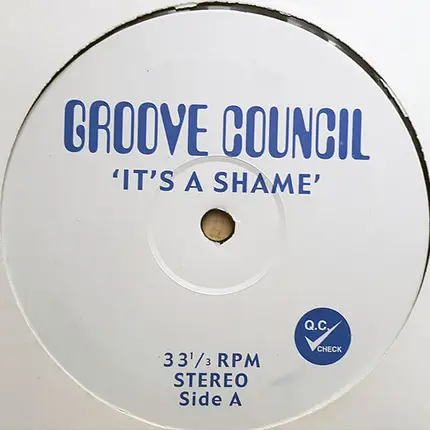 GROOVE COUNCIL
‘IT’S A SHAME’
Q.C.
CHECK
33 1/3 RPM
STEREO
Side A